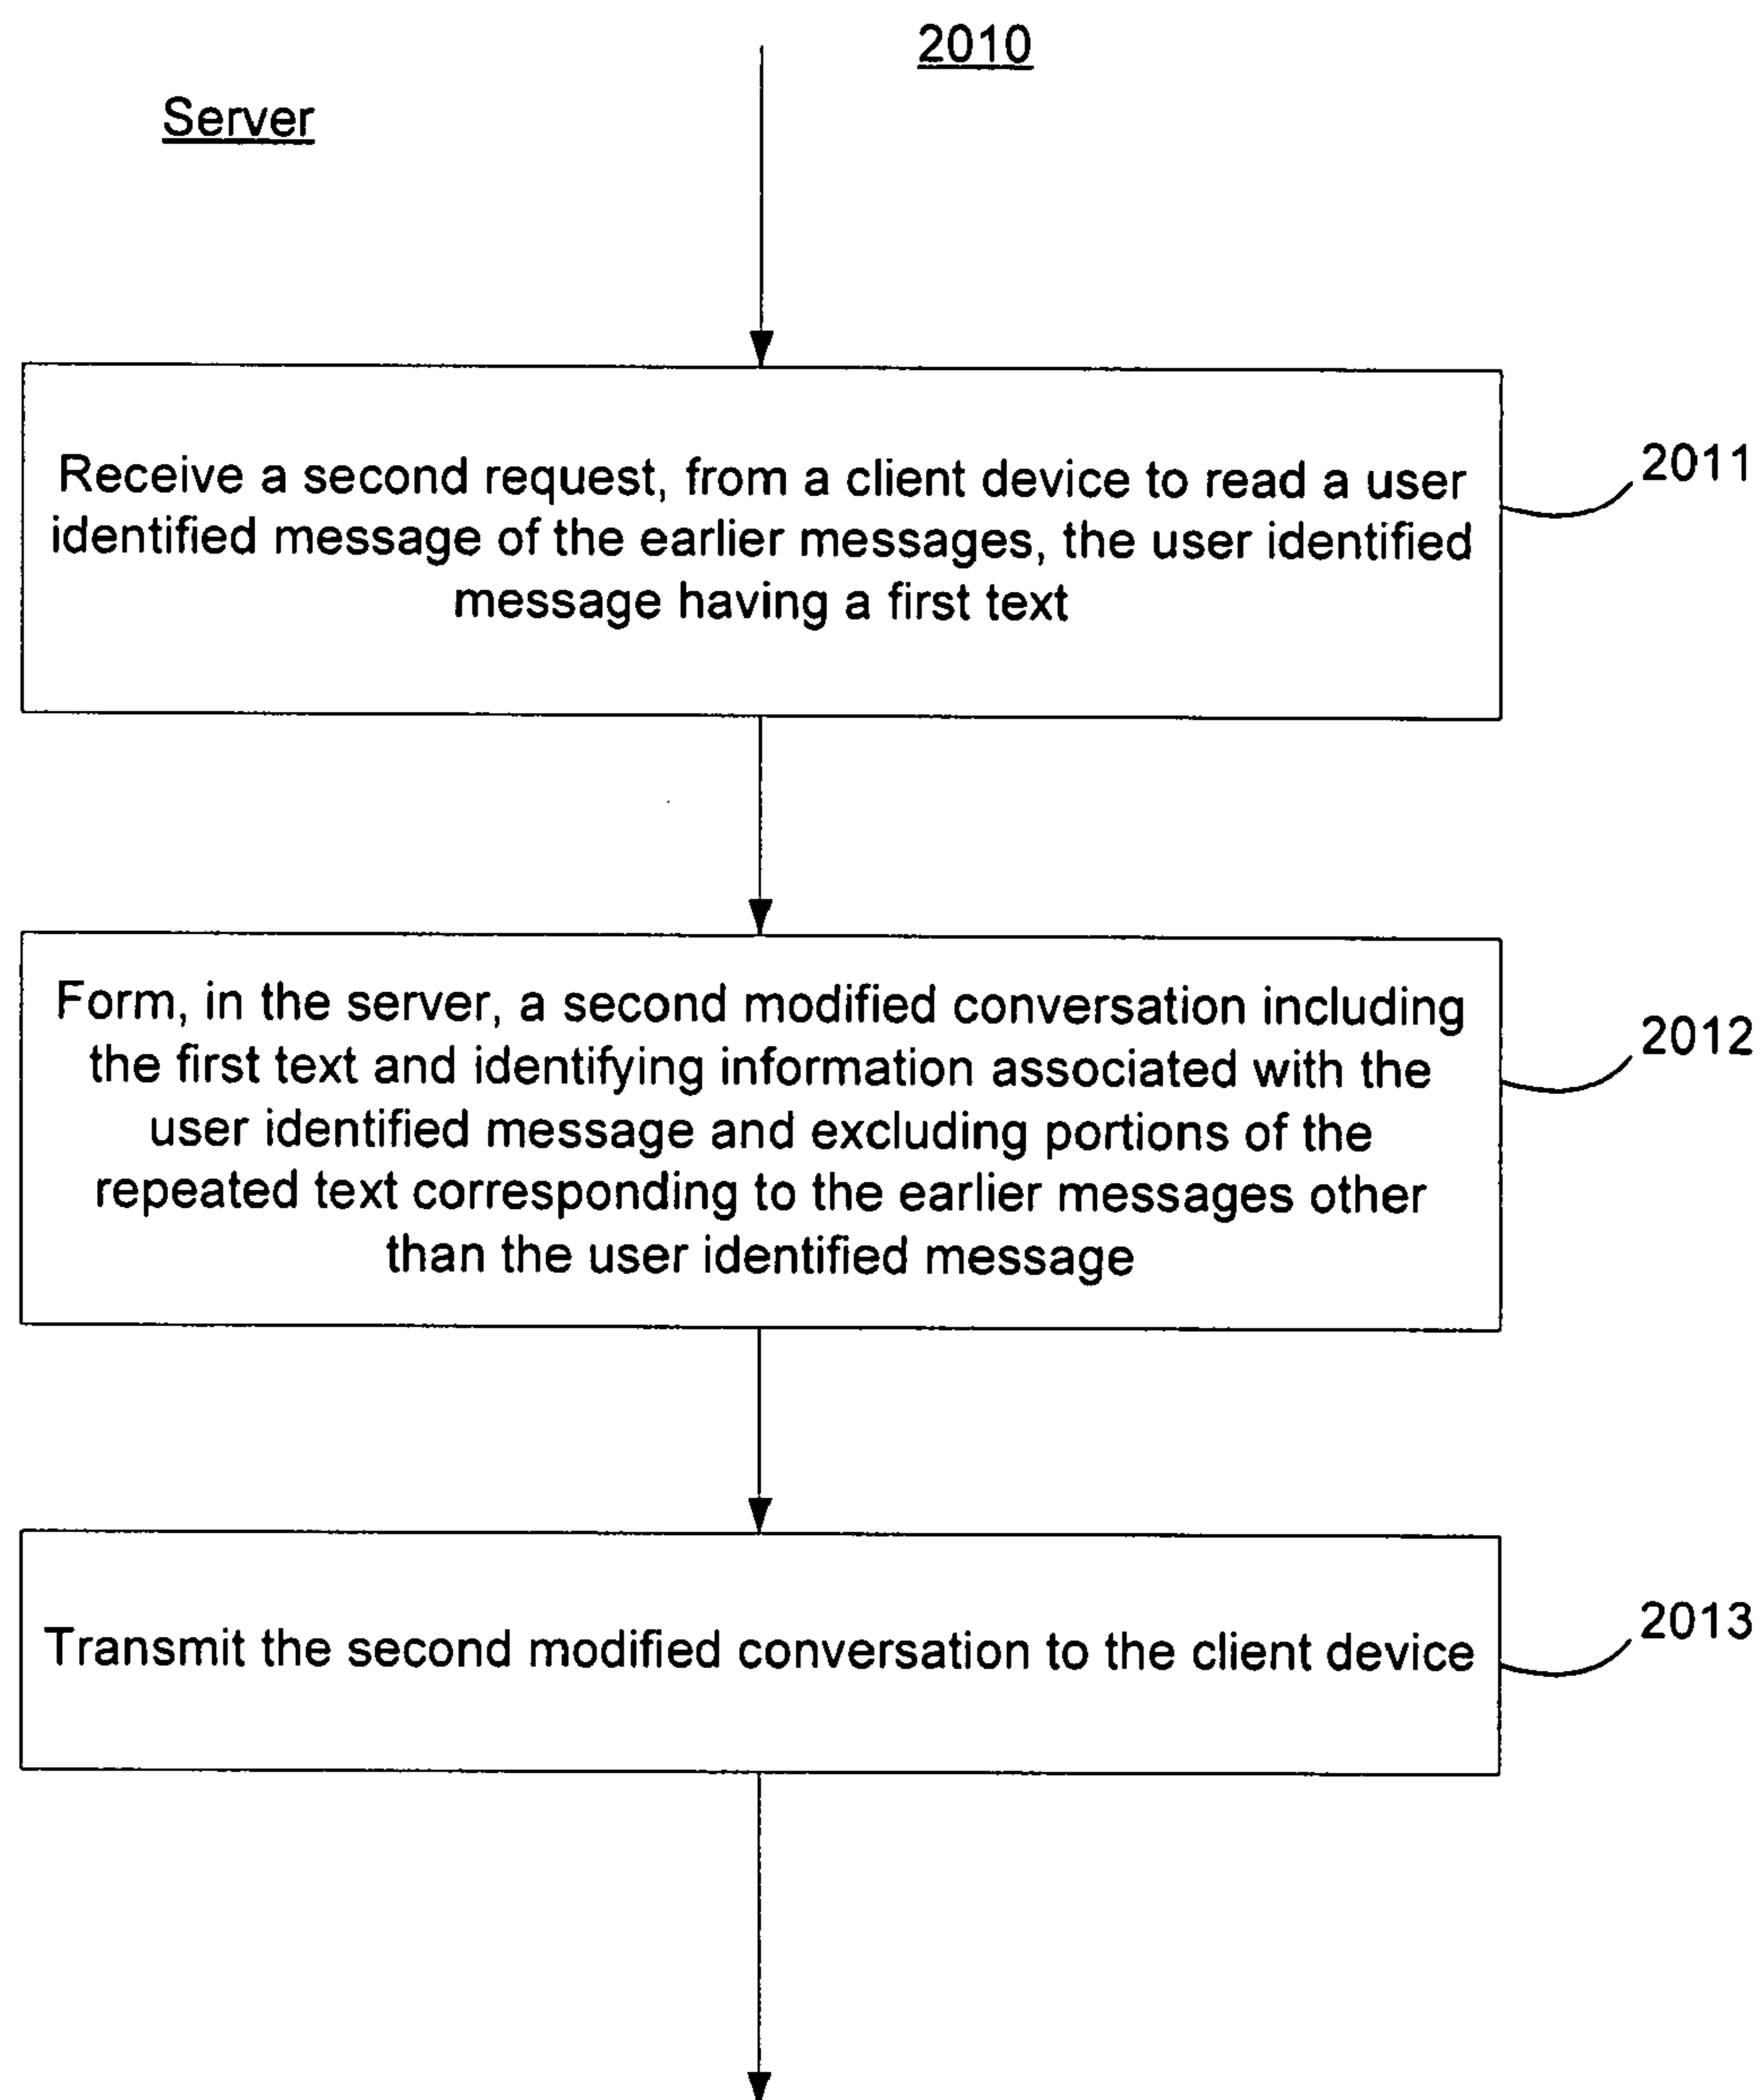 2010
Server
Receive a second request, from a client device to read a user
identified message of the earlier messages, the user identified
message having a first text
2011
Form, in the server, a second modified conversation including
the first text and identifying information associated with the
user identified message and excluding portions of the
repeated text corresponding to the earlier messages other
than the user identified message
2012
Transmit the second modified conversation to the client device
2013